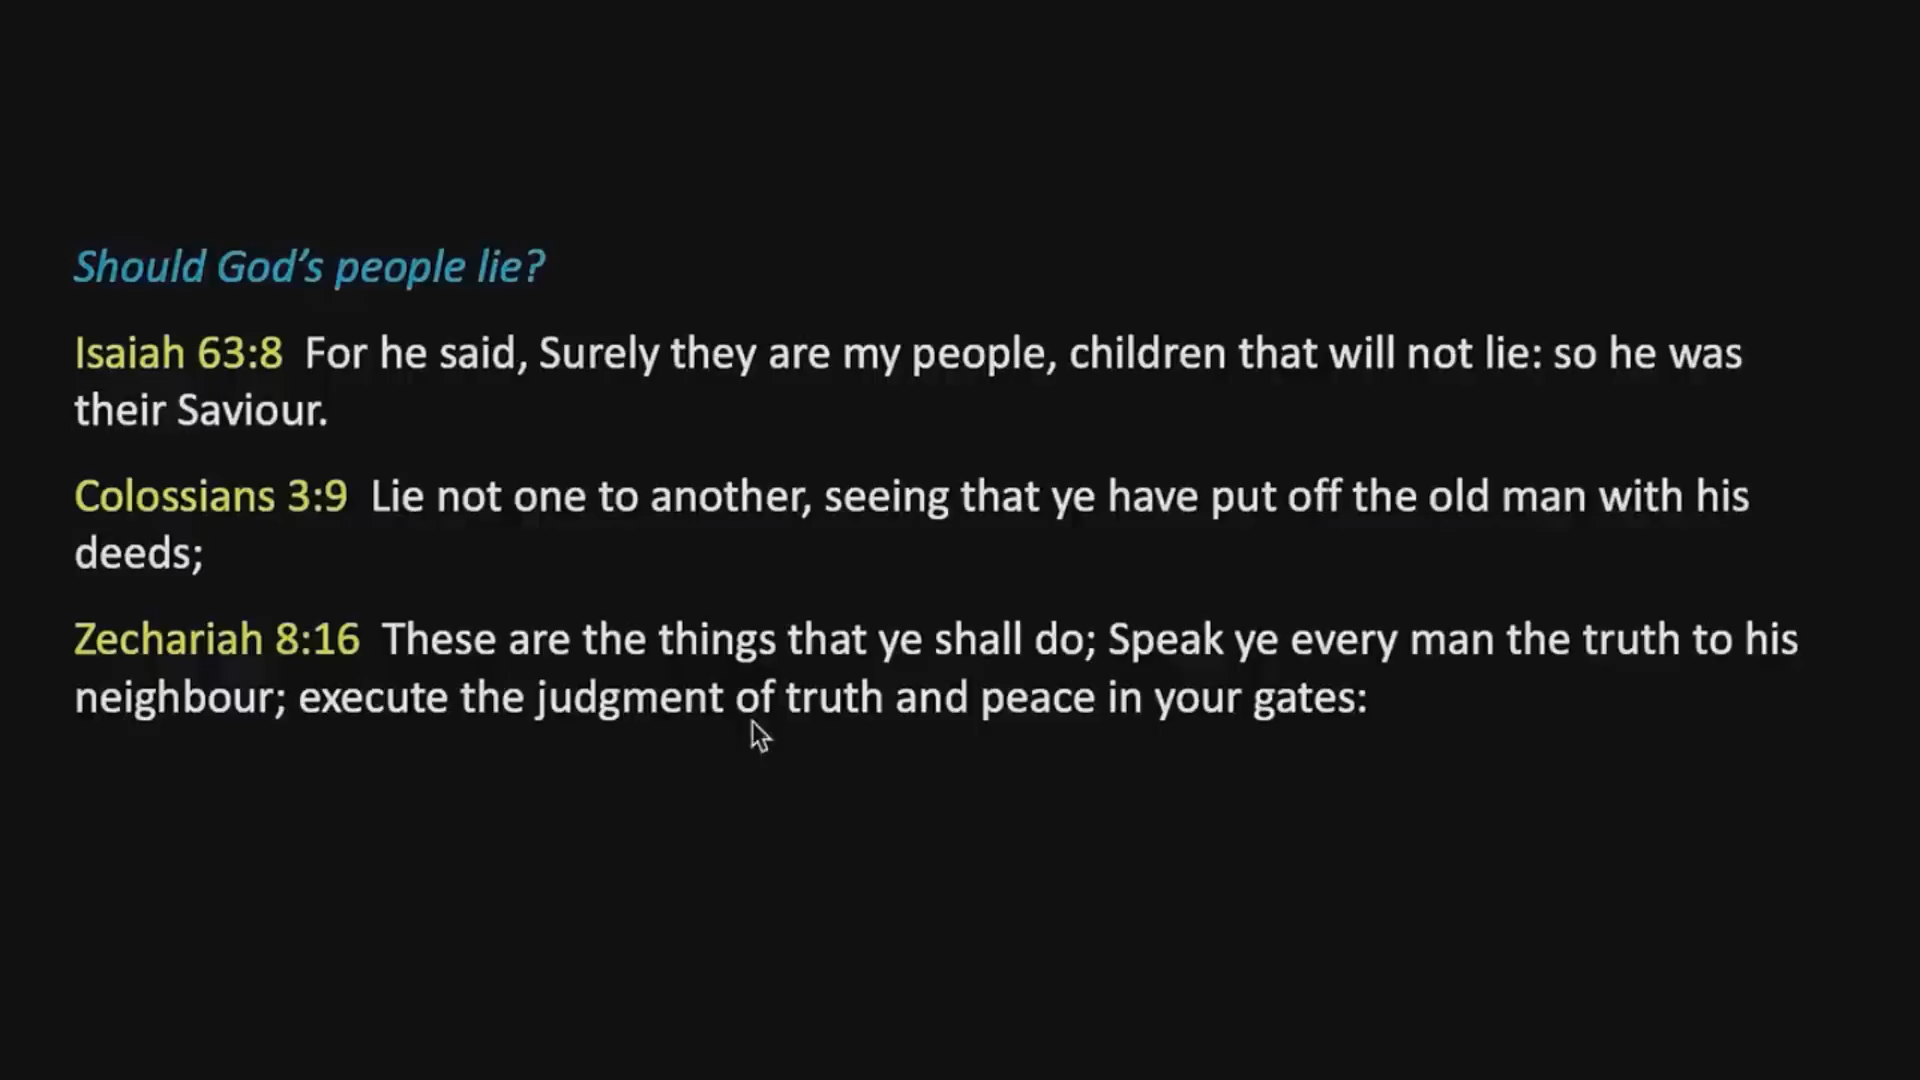 Should God’s people lie?
Isaiah 63:8  For he said, Surely they are my people, children that will not lie: so he was
their Saviour.
Colossians 3:9  Lie not one to another, seeing that ye have put off the old man with his
deeds;
Zechariah 8:16  These are the things that ye shall do; Speak ye every man the truth to his
neighbour; execute the judgment of truth and peace in your gates: